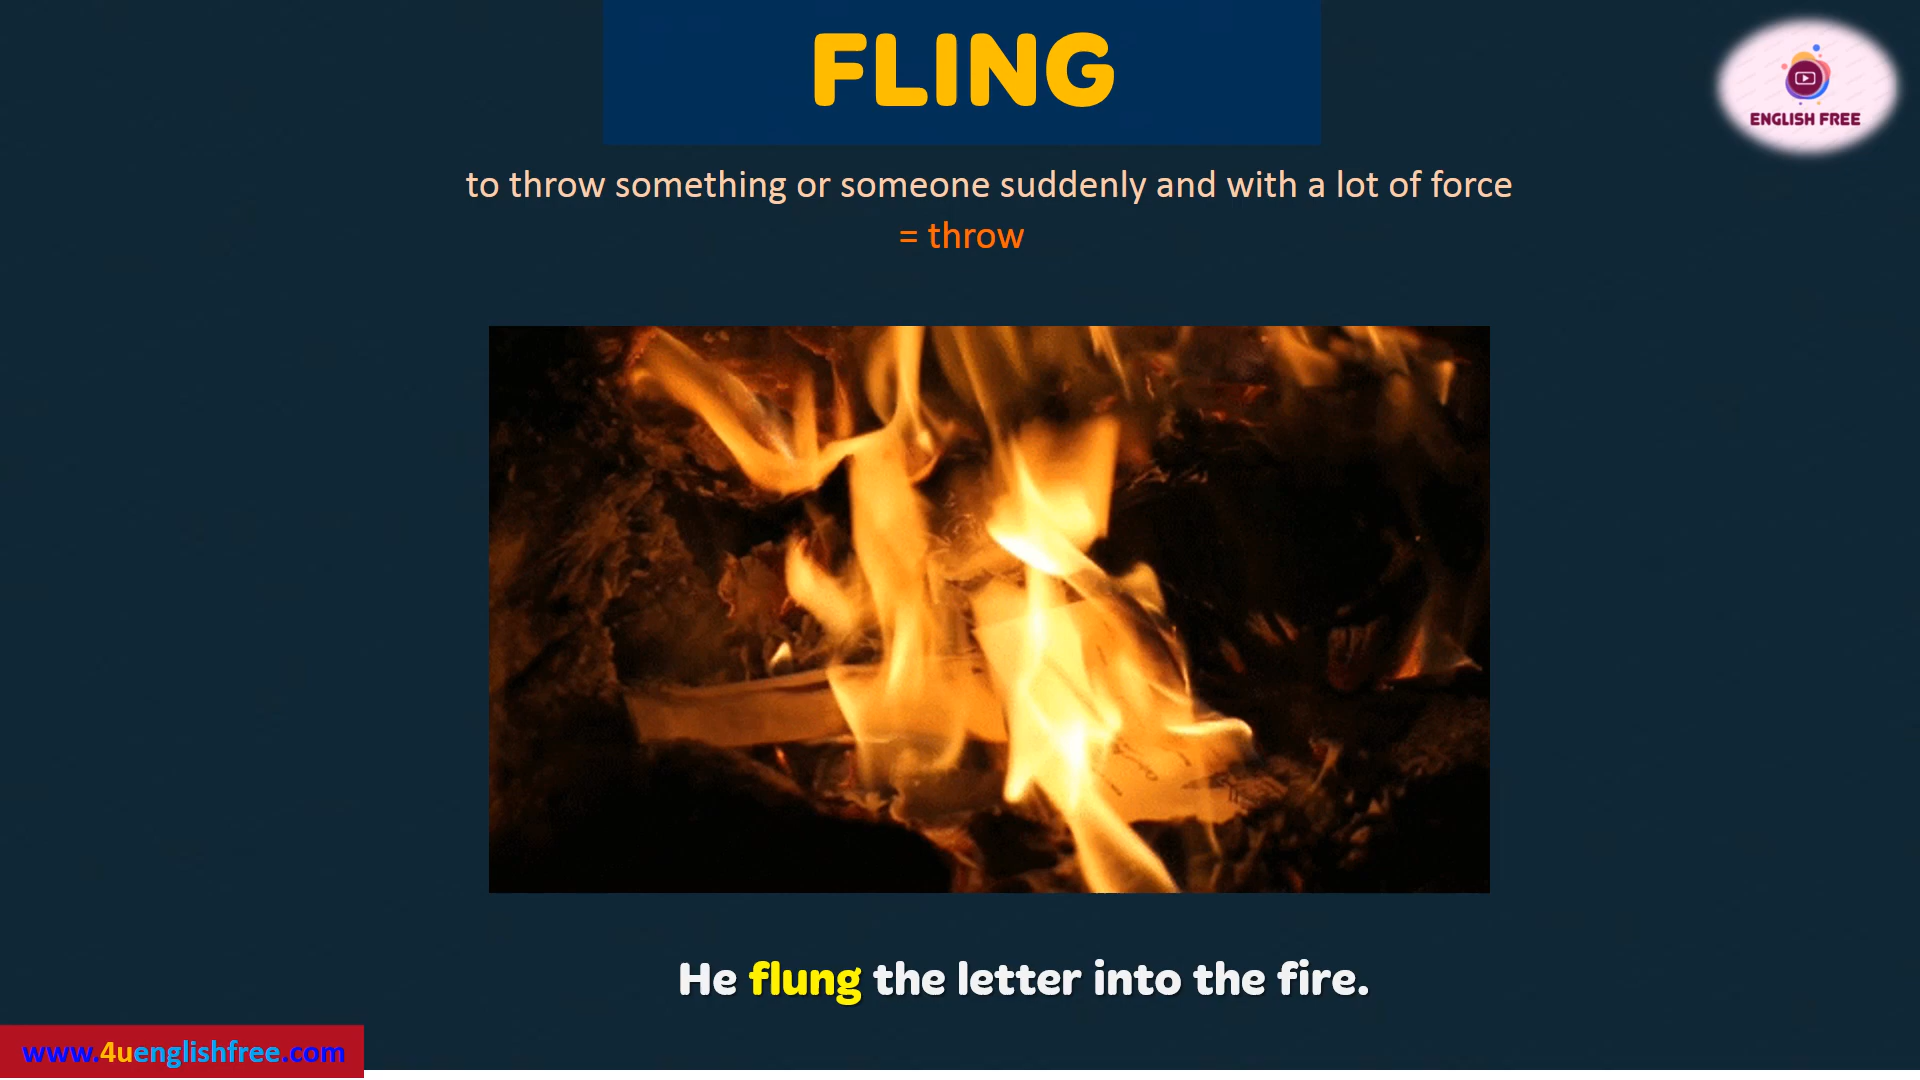 FLING
ENGLISH FREE
to throw something or someone suddenly and with a lot of force
= throw
He flung the letter into the fire.
www.4uenglishfree.com